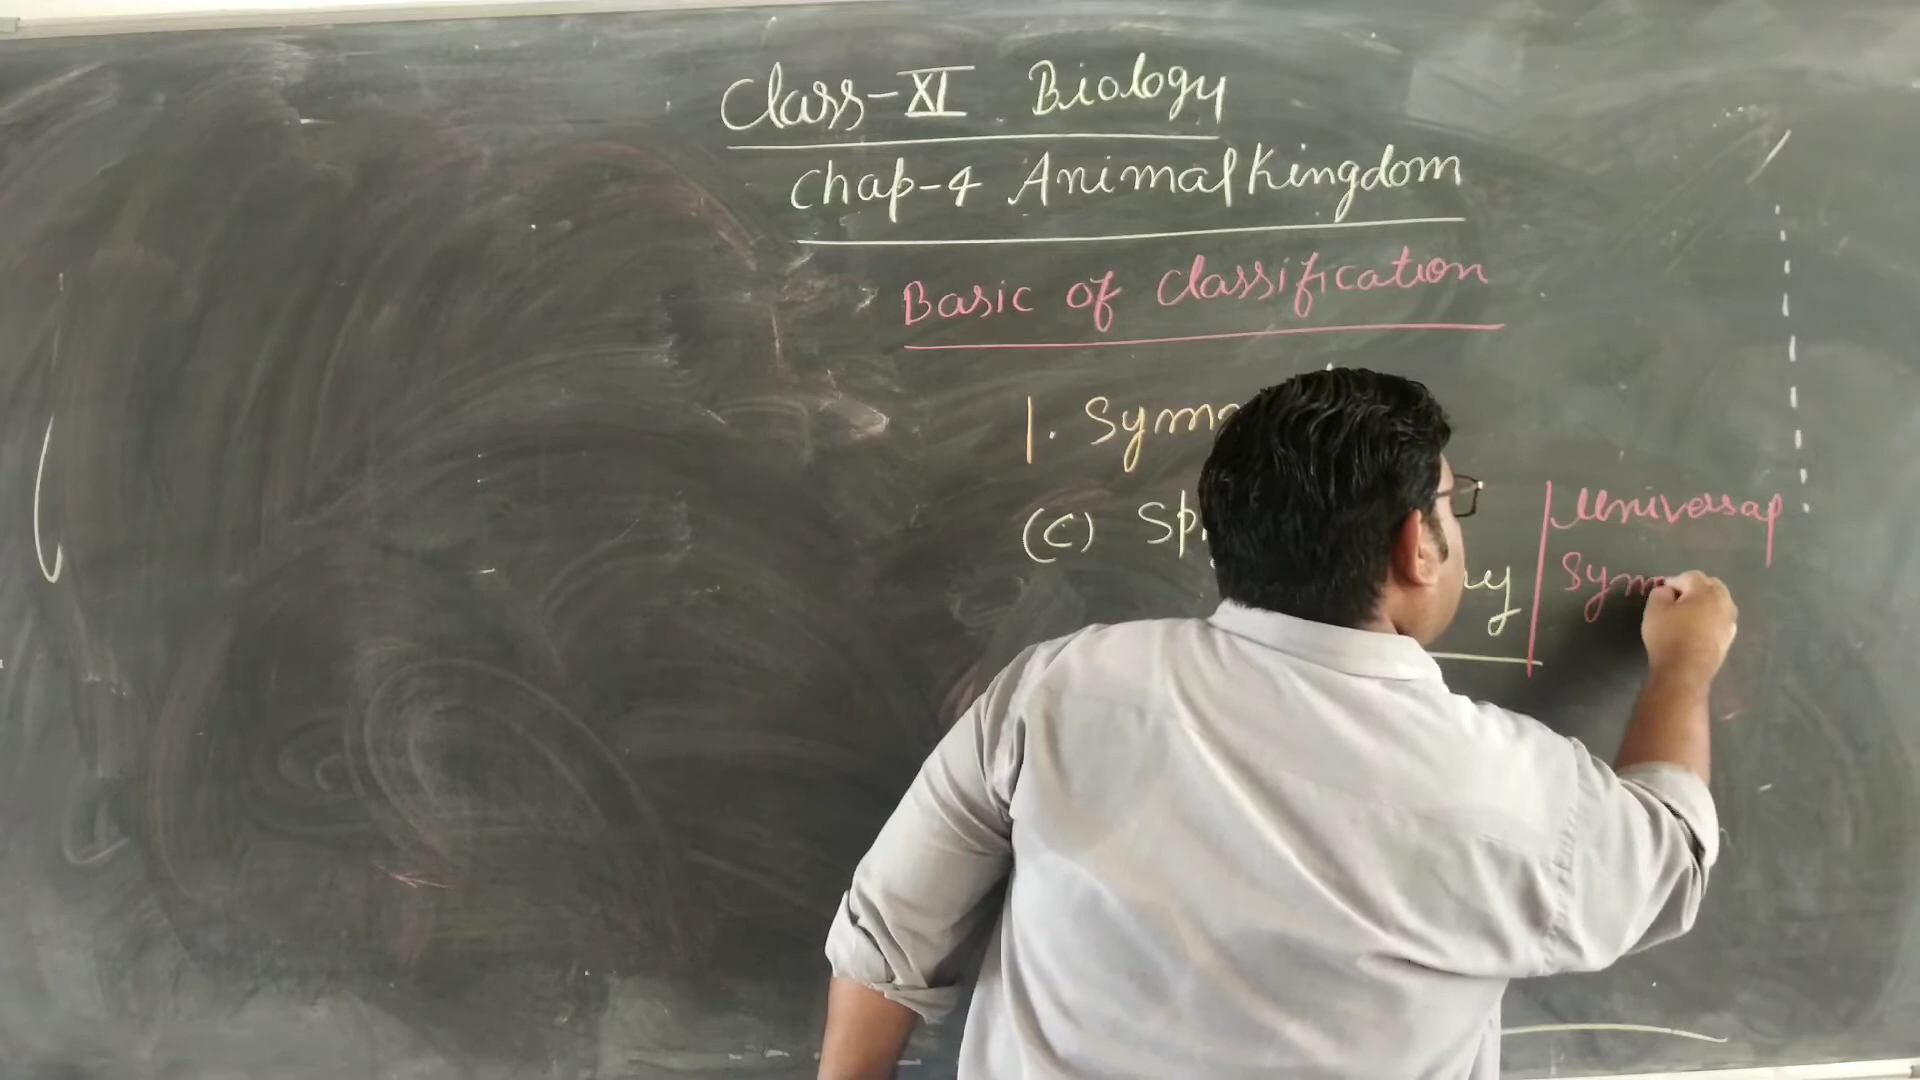 Class-XI Biology
Chap-4 Animal Kingdom
Basic of Classification
1. Sym
(C) Sp
Universal
Sym